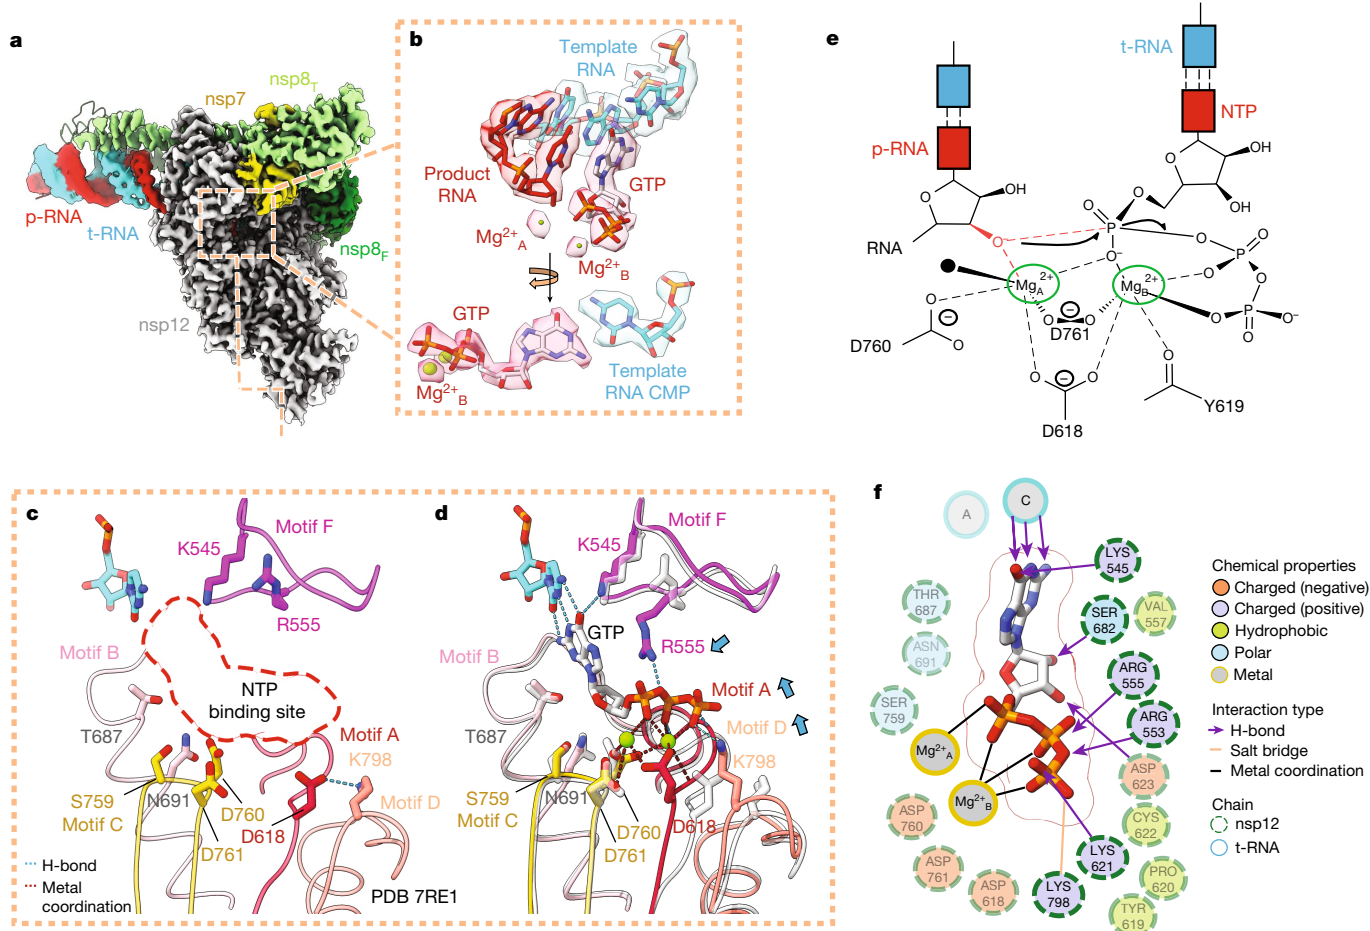 a
nsp8T
nsp7
p-RNA
t-RNA
nsp8F
nsp12
b
Template
RNA
Product
RNA
GTP
Mg2+A
Mg2+B
GTP
Mg2+B
Template
RNA CMP
e
t-RNA
NTP
p-RNA
O
OH
O
OH
O
O
OH
O
P
O
P
O
RNA
O−
O−
O
O
MgA2+
MgB2+
O
P
O−
O
O
O
−
O
−
D761
D760
O
O
−
O
O
Y619
D618
c
Motif F
K545
R555
Motif B
NTP
binding site
T687
Motif A
K798
S759
N691
Motif C
D760
D618
Motif D
D761
H-bond
Metal
coordination
PDB 7RE1
d
Motif F
K545
GTP
R555
Motif B
Motif A
Motif D
T687
K798
S759
N691
Motif C
D760
D618
D761
f
A
C
LYS
545
THR
687
SER
682
VAL
557
ASN
691
ARG
555
SER
759
ARG
553
Mg2+A
ASP
623
Mg2+B
ASP
760
CYS
622
LYS
621
ASP
761
ASP
618
LYS
798
PRO
620
TYR
619
Chemical properties
Charged (negative)
Charged (positive)
Hydrophobic
Polar
Metal
Interaction type
H-bond
Salt bridge
Metal coordination
Chain
nsp12
t-RNA